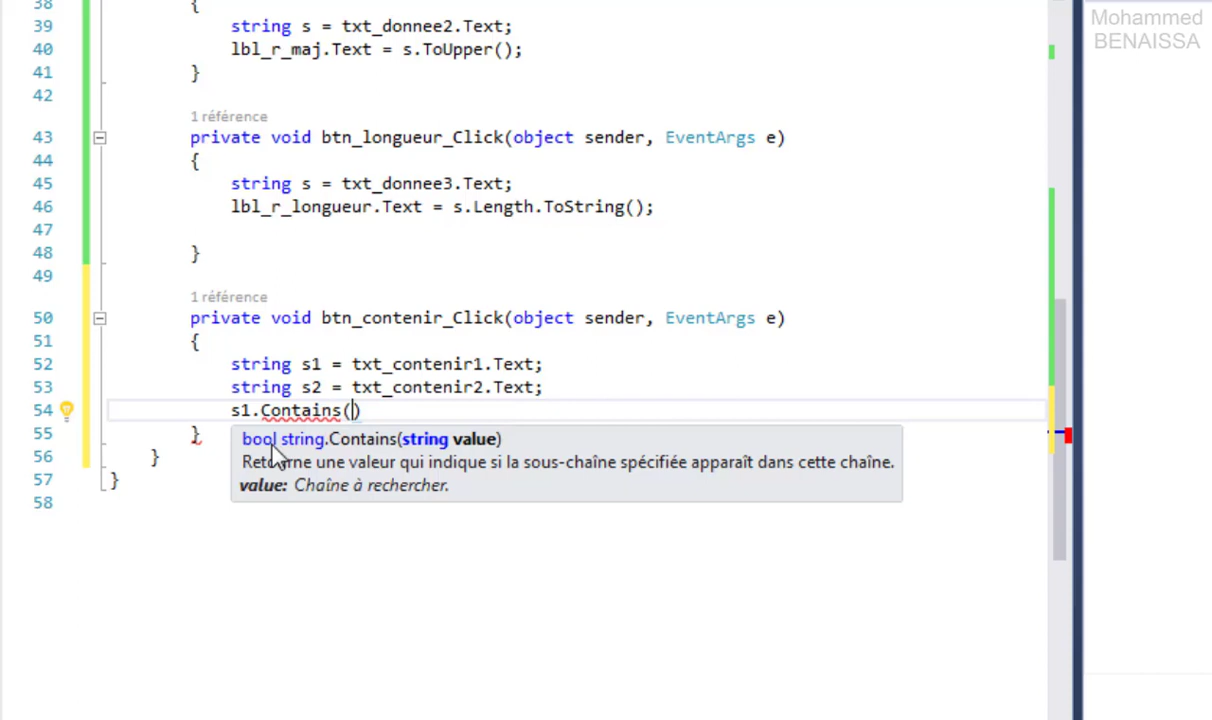 Mohammed
BENAISSA
38 {
39 string s = txt_donnee2.Text;
40 lbl_r_maj.Text = s.ToUpper();
41 }
42
1 référence
43 private void btn_longueur_Click(object sender, EventArgs e)
44 {
45 string s = txt_donnee3.Text;
46 lbl_r_longueur.Text = s.Length.ToString();
47
48 }
49
1 référence
50 private void btn_contenir_Click(object sender, EventArgs e)
51 {
52 string s1 = txt_contenir1.Text;
53 string s2 = txt_contenir2.Text;
54 s1.Contains()
55 }
bool string.Contains(string value)
56 }
Retourne une valeur qui indique si la sous-chaîne spécifiée apparaît dans cette chaîne.
57 }
value: Chaîne à rechercher.
58